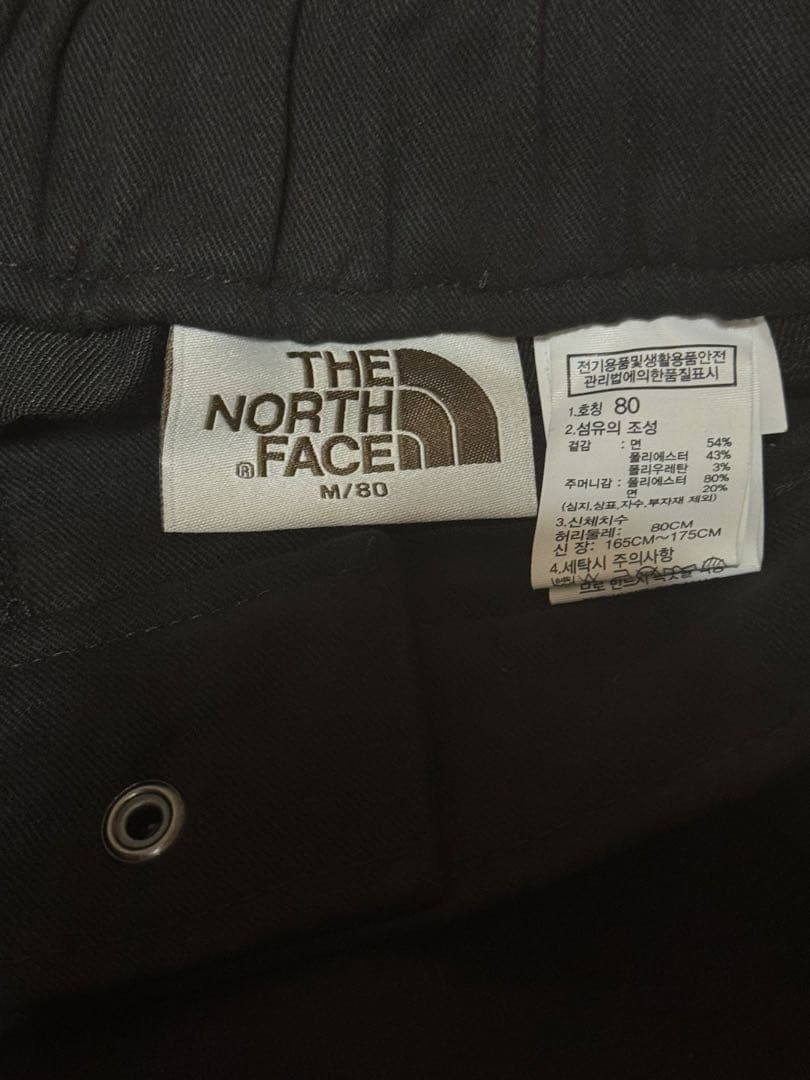 THE
NORTH
FACE
®
M/80
전기용품및생활용품안전
관리법에의한품질표시
1.호칭 80
2.섬유의 조성
겉감 : 면 54%
폴리에스터 43%
폴리우레탄 3%
주머니감 : 폴리에스터 80%
면 20%
(심지,상표,자수,부자재 제외)
3.신체치수
허리둘레: 80CM
신 장: 165CM~175CM
4.세탁시 주의사항